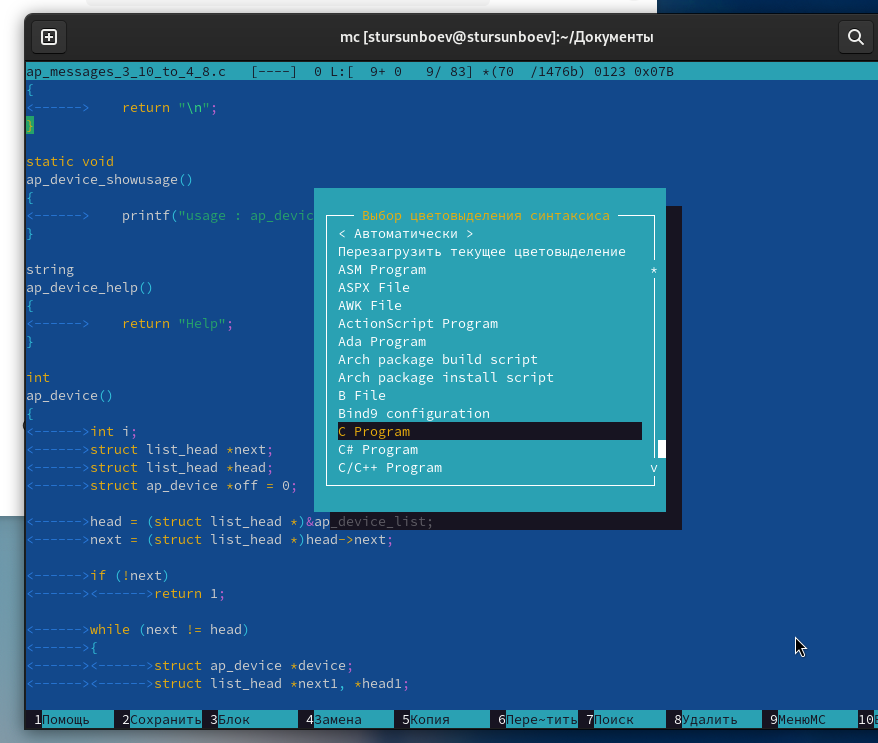 mc [stursunboev@stursunboev]:~/Документы
ap_messages_3_10_to_4_8.c [----] 0 L:[ 9+ 0 9/ 83] *(70 /1476b) 0123 0x07B
{
<------> return "\n";
}
static void
ap_device_showusage()
{
<------> printf("usage : ap_devic
}
string
ap_device_help()
{
<------> return "Help";
}
int
ap_device()
{
<------>int i;
<------>struct list_head *next;
<------>struct list_head *head;
<------>struct ap_device *off = 0;
<------>head = (struct list_head *)&ap_device_list;
<------>next = (struct list_head *)head->next;
<------>if (!next)
<------><------>return 1;
<------>while (next != head)
<------>{
<------><------>struct ap_device *device;
<------><------>struct list_head *next1, *head1;
Выбор цветовыделения синтаксиса
< Автоматически >
Перезагрузить текущее цветовыделение
ASM Program *
ASPX File
AWK File
ActionScript Program
Ada Program
Arch package build script
Arch package install script
B File
Bind9 configuration
C Program
C# Program
C/C++ Program v
1Помощь 2Сохранить 3Блок 4Замена 5Копия 6Пере~тить 7Поиск 8Удалить 9МенюMC 10